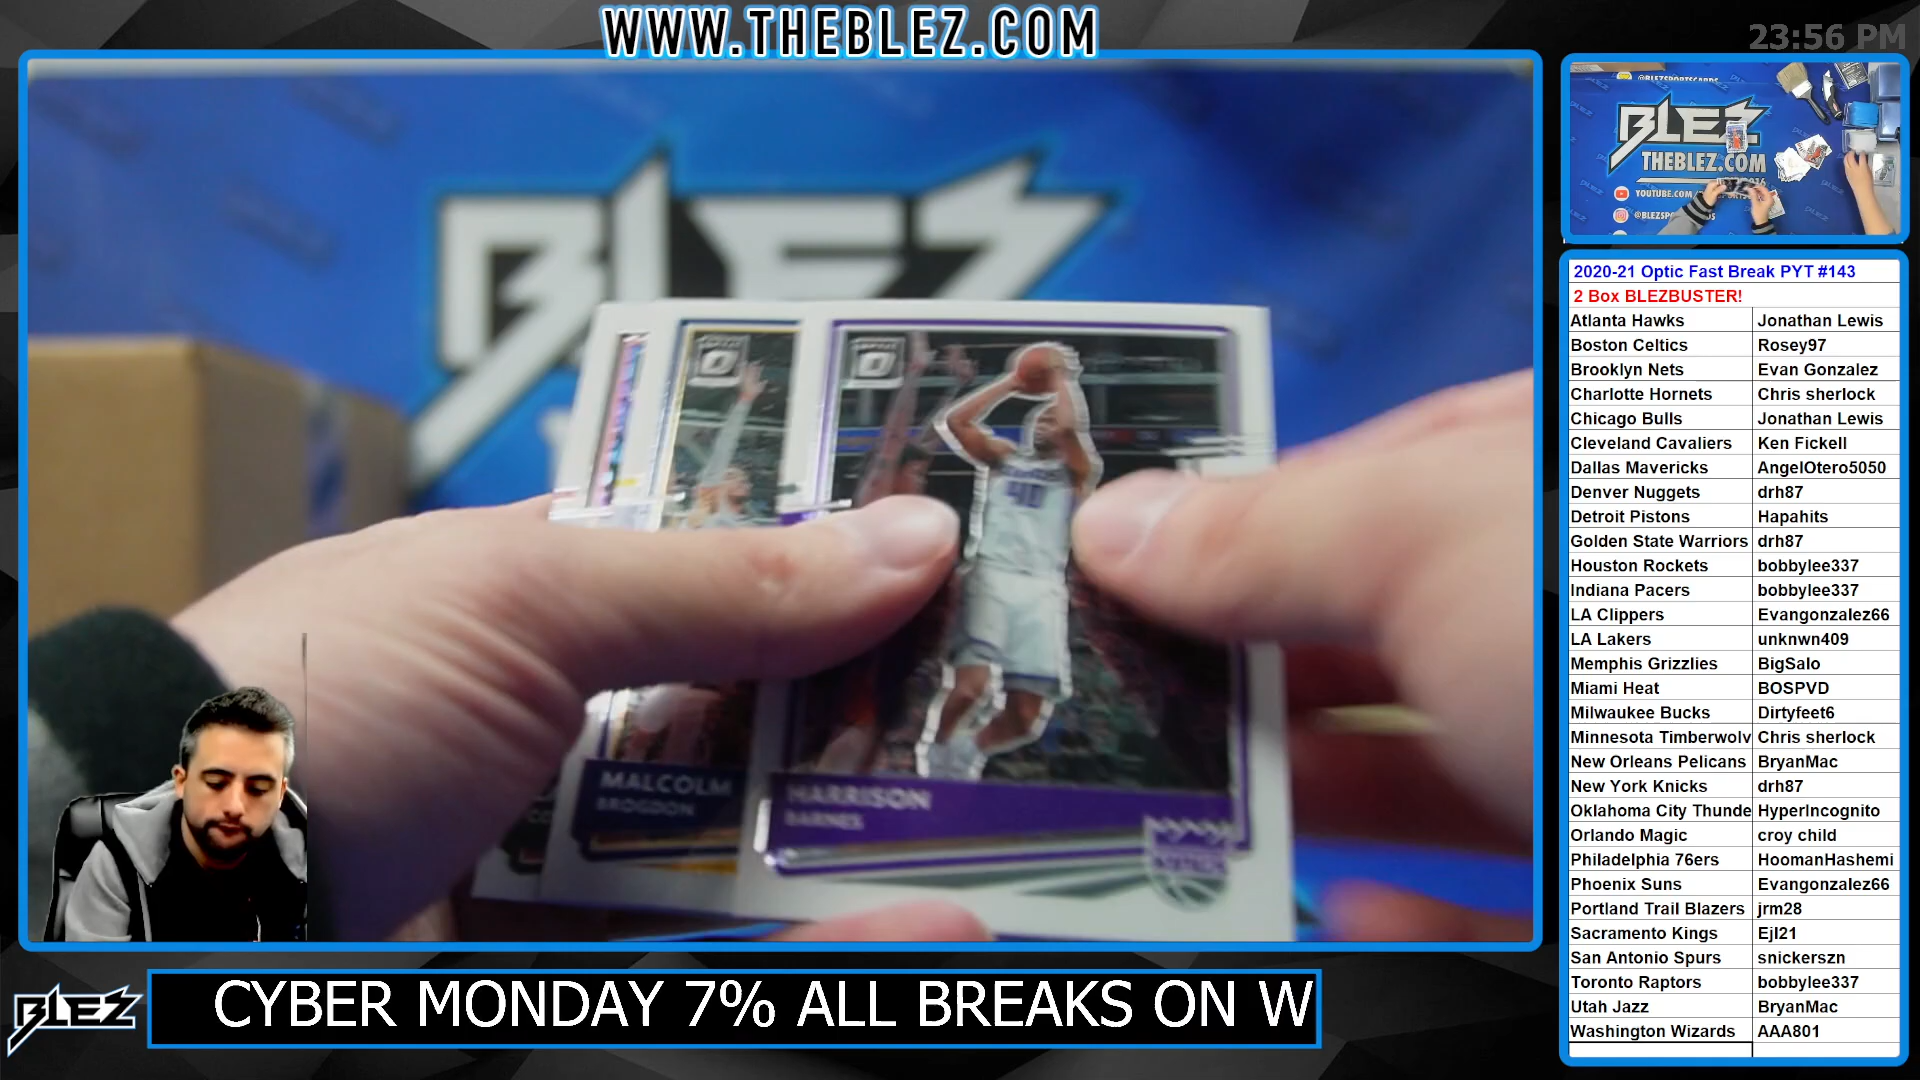 WWW.THEBLEZ.COM
23:56 PM
BLEZ
@BLEZSPORTSCARDS
BLEZ
THEBLEZ.COM
YOUTUBE.COM
2020-21 Optic Fast Break PYT #143
2 Box BLEZBUSTER!
Atlanta Hawks Jonathan Lewis
Boston Celtics Rosey97
Brooklyn Nets Evan Gonzalez
Charlotte Hornets Chris sherlock
Chicago Bulls Jonathan Lewis
Cleveland Cavaliers Ken Fickell
Dallas Mavericks AngelOtero5050
Denver Nuggets drh87
Detroit Pistons Hapahits
Golden State Warriors drh87
Houston Rockets bobbylee337
Indiana Pacers bobbylee337
LA Clippers Evangonzalez66
LA Lakers unknwn409
Memphis Grizzlies BigSalo
Miami Heat BOSPVD
Milwaukee Bucks Dirtyfeet6
Minnesota Timberwolv Chris sherlock
New Orleans Pelicans BryanMac
New York Knicks drh87
Oklahoma City Thunde HyperIncognito
Orlando Magic croy child
Philadelphia 76ers HoomanHashemi
Phoenix Suns Evangonzalez66
Portland Trail Blazers jrm28
Sacramento Kings Ejl21
San Antonio Spurs snickerszn
Toronto Raptors bobbylee337
Utah Jazz BryanMac
Washington Wizards AAA801
40
MALCOLM
BROGDON
HARRISON
BARNES
BLEZ
CYBER MONDAY 7% ALL BREAKS ON W